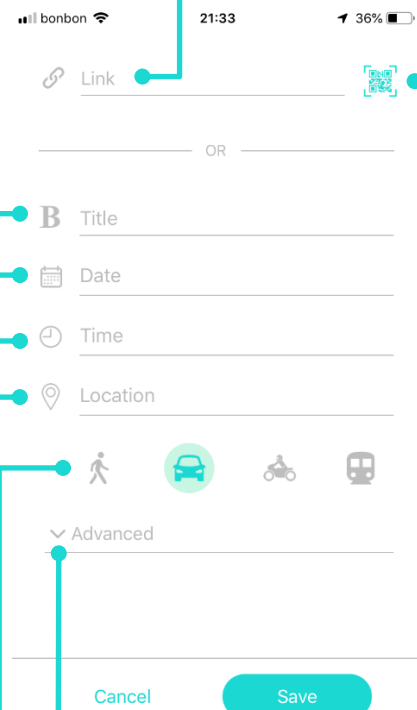 bonbon 21:33 36%
Link
OR
B Title
Date
Time
Location
Advanced
Cancel Save